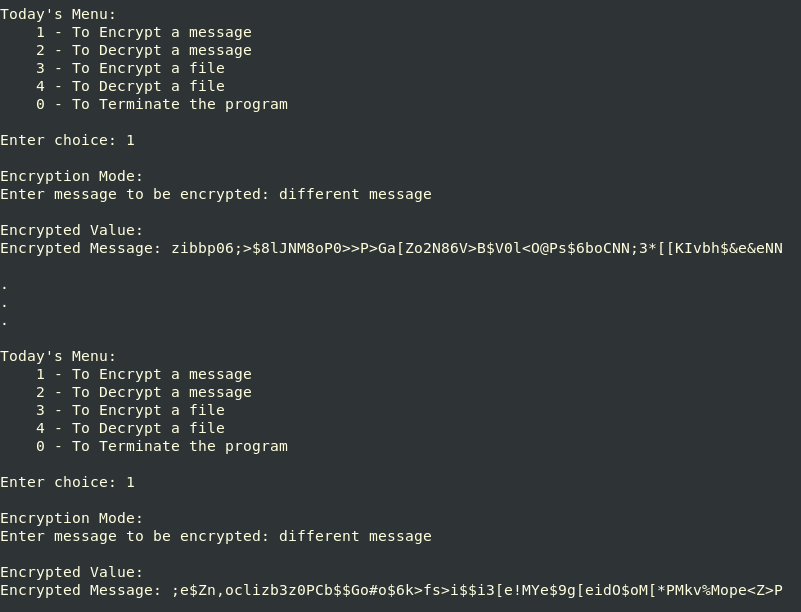 Today's Menu:
    1 - To Encrypt a message
    2 - To Decrypt a message
    3 - To Encrypt a file
    4 - To Decrypt a file
    0 - To Terminate the program
Enter choice: 1
Encryption Mode:
Enter message to be encrypted: different message
Encrypted Value:
Encrypted Message: zibbp06;>$8lJNM8oP0>>P>Ga[Zo2N86V>B$V0l<O@Ps$6boCNN;3*[[KIvbh$&e&eNN
.
.
.
Today's Menu:
    1 - To Encrypt a message
    2 - To Decrypt a message
    3 - To Encrypt a file
    4 - To Decrypt a file
    0 - To Terminate the program
Enter choice: 1
Encryption Mode:
Enter message to be encrypted: different message
Encrypted Value:
Encrypted Message: ;e$Zn,oclizb3z0PCb$$Go#o$6k>fs>i$$i3[e!MYe$9g[eidO$oM[*PMkv%Mope<Z>P